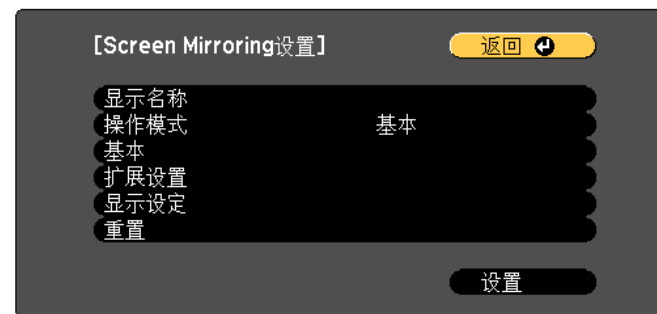 [Screen Mirroring设置]
返回
显示名称
操作模式 基本
基本
扩展设置
显示设定
重置
设置